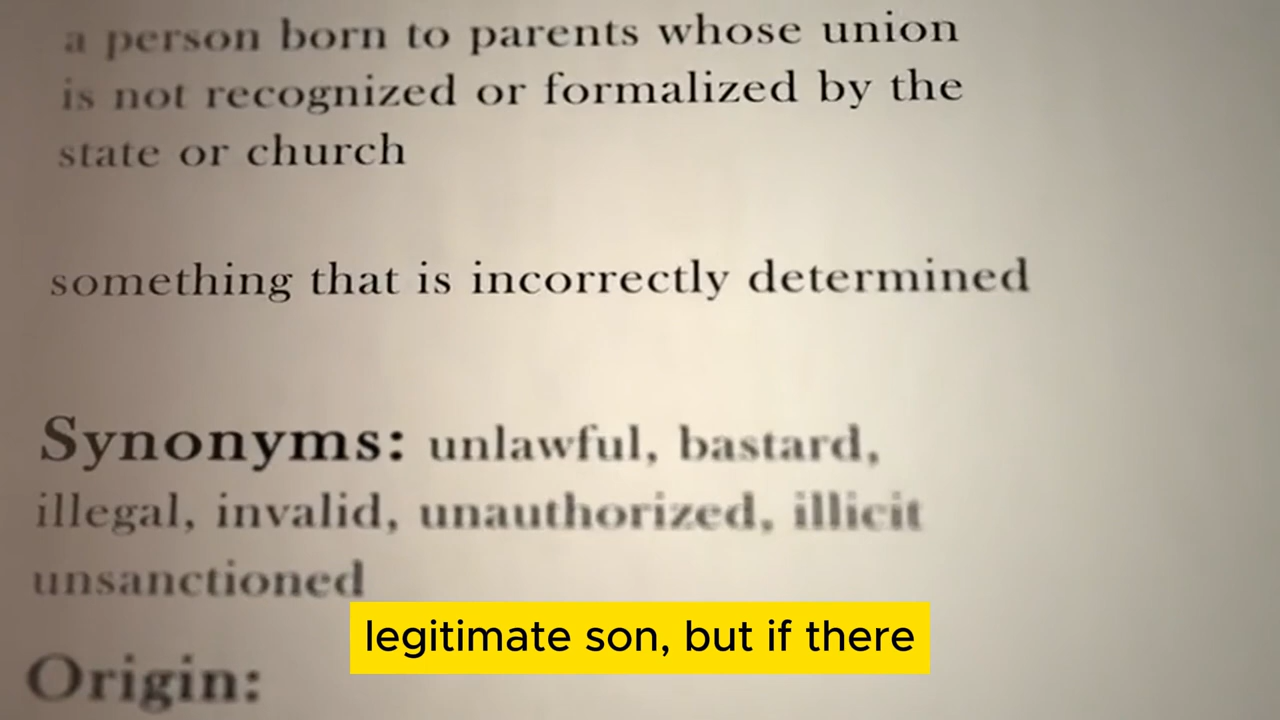 a person born to parents whose union
is not recognized or formalized by the
state or church
something that is incorrectly determined
Synonyms: unlawful, bastard,
illegal, invalid, unauthorized, illicit
unsanctioned
legitimate son, but if there
Origin: